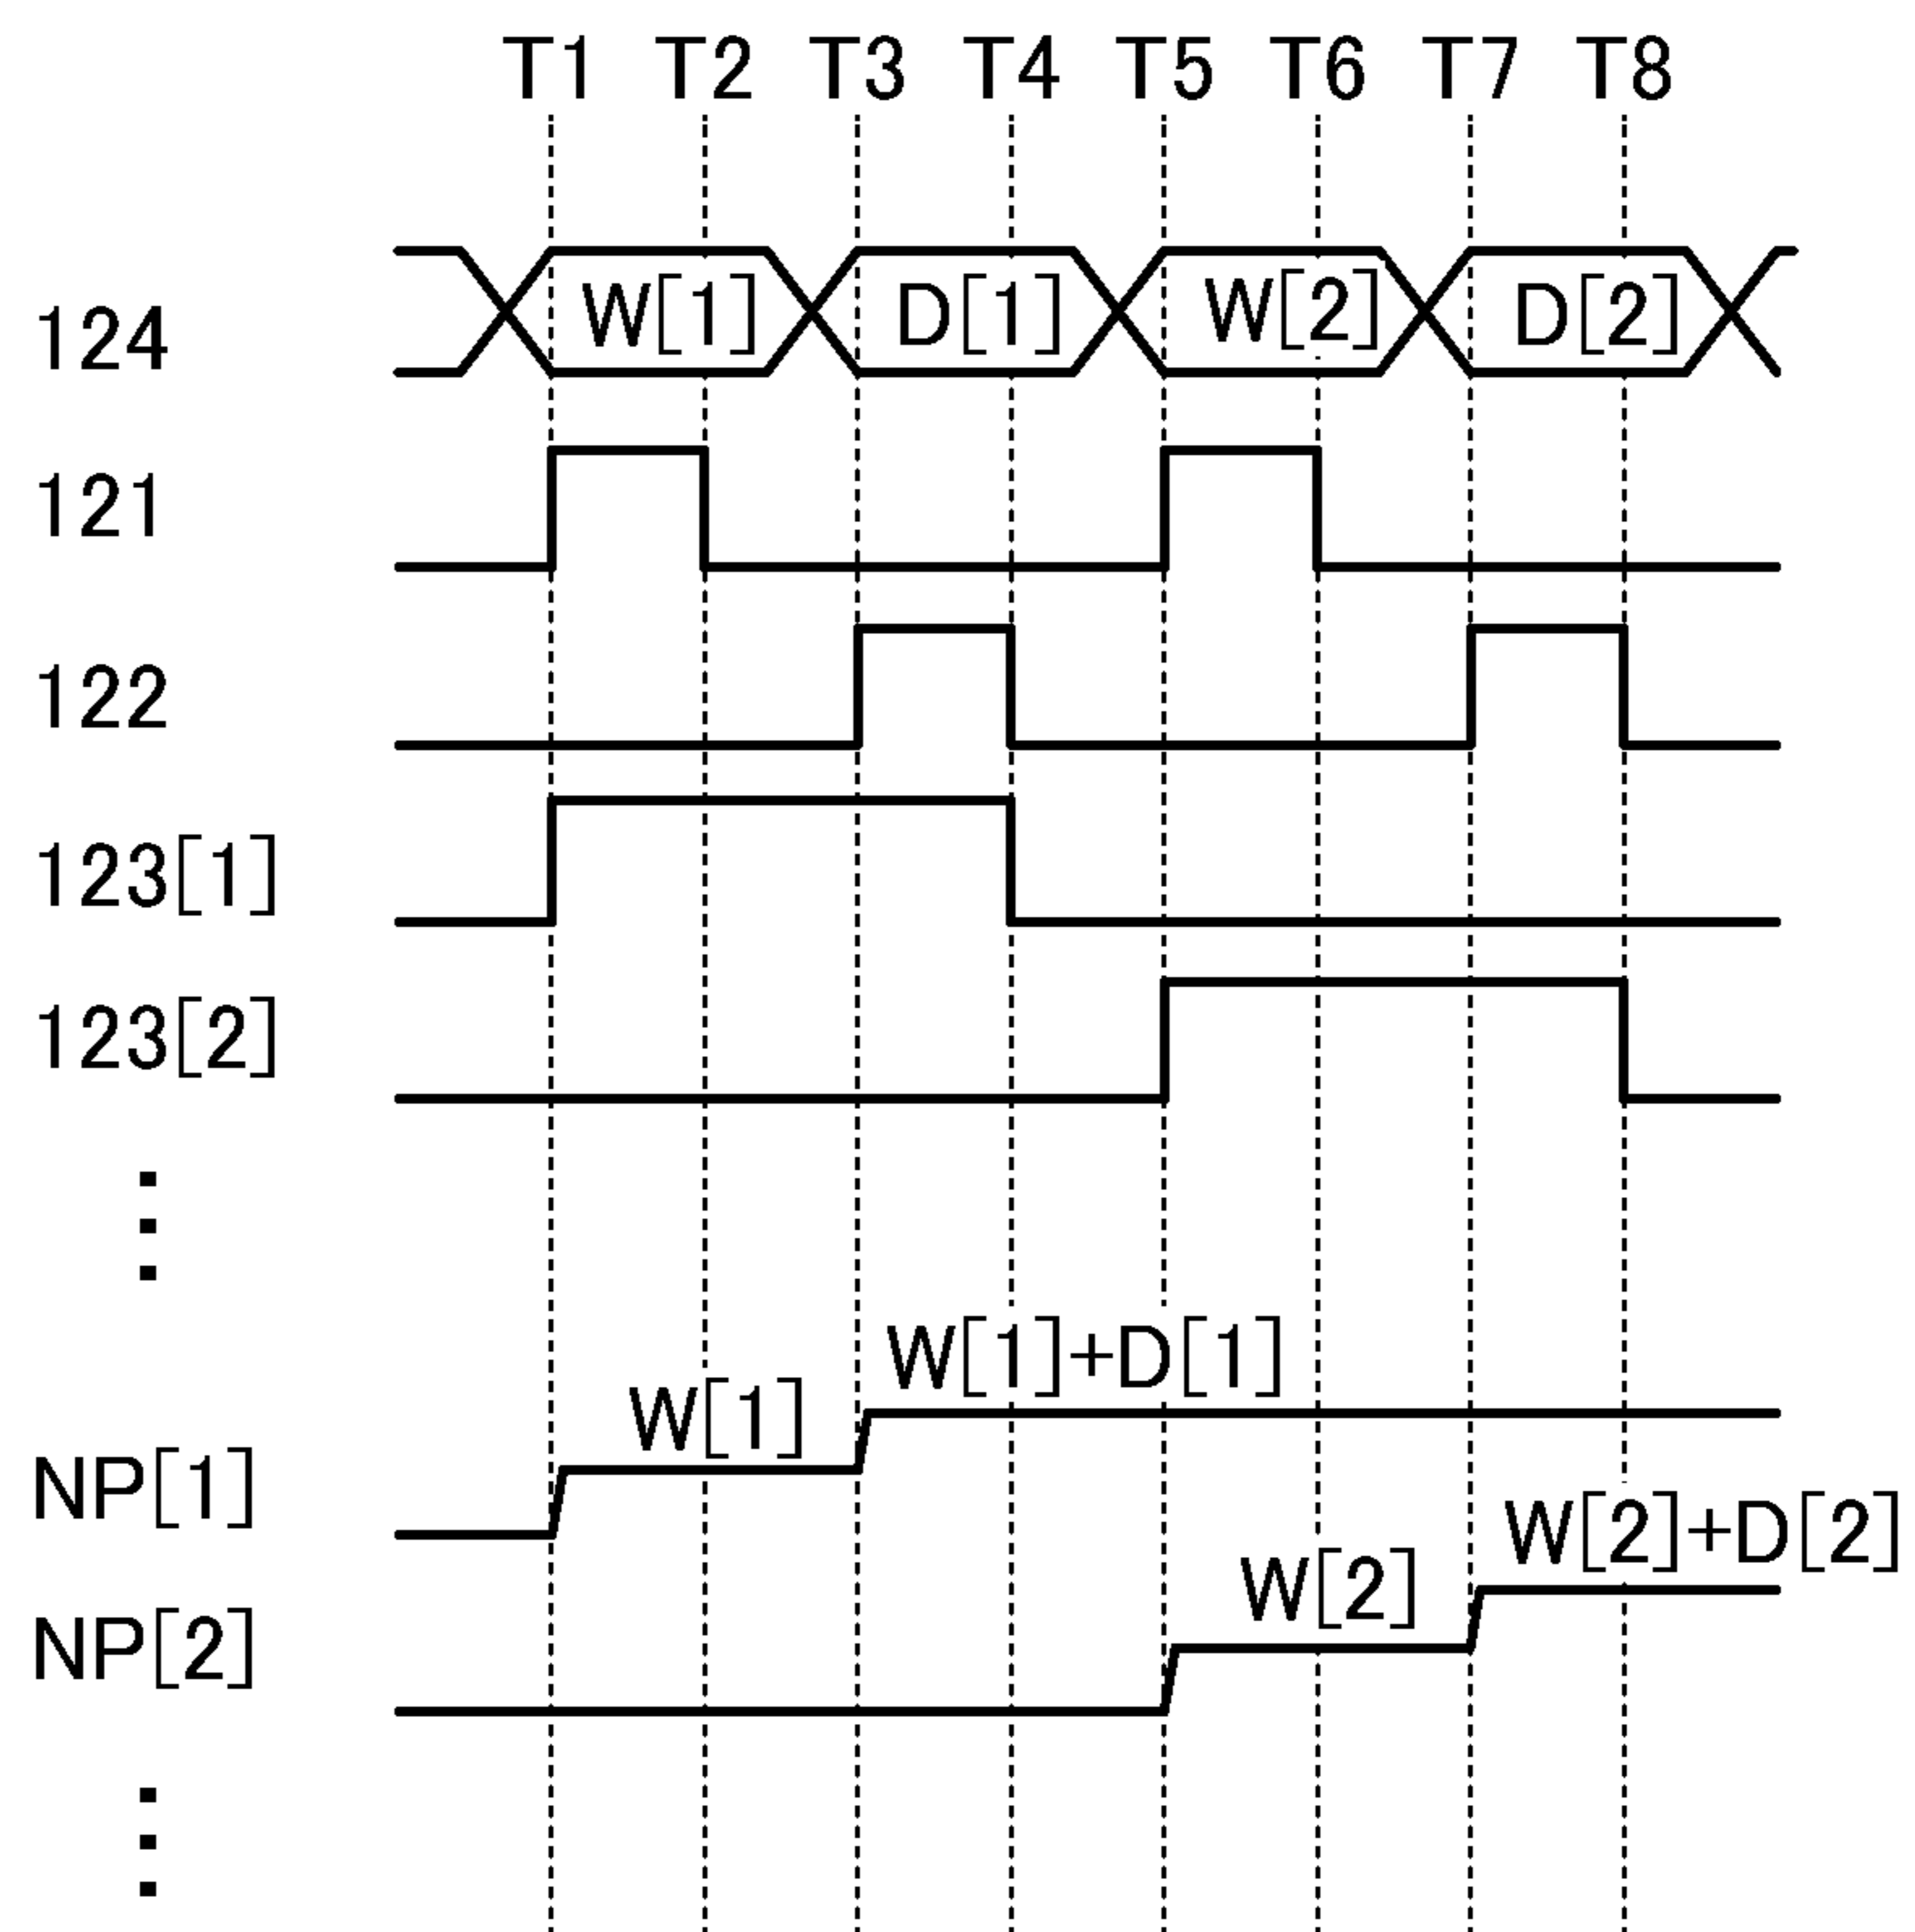 T1 T2 T3 T4 T5 T6 T7 T8
124 W[1] D[1] W[2] D[2]
121
122
123[1]
123[2]
W[1]+D[1]
W[1]
NP[1]
W[2]+D[2]
W[2]
NP[2]